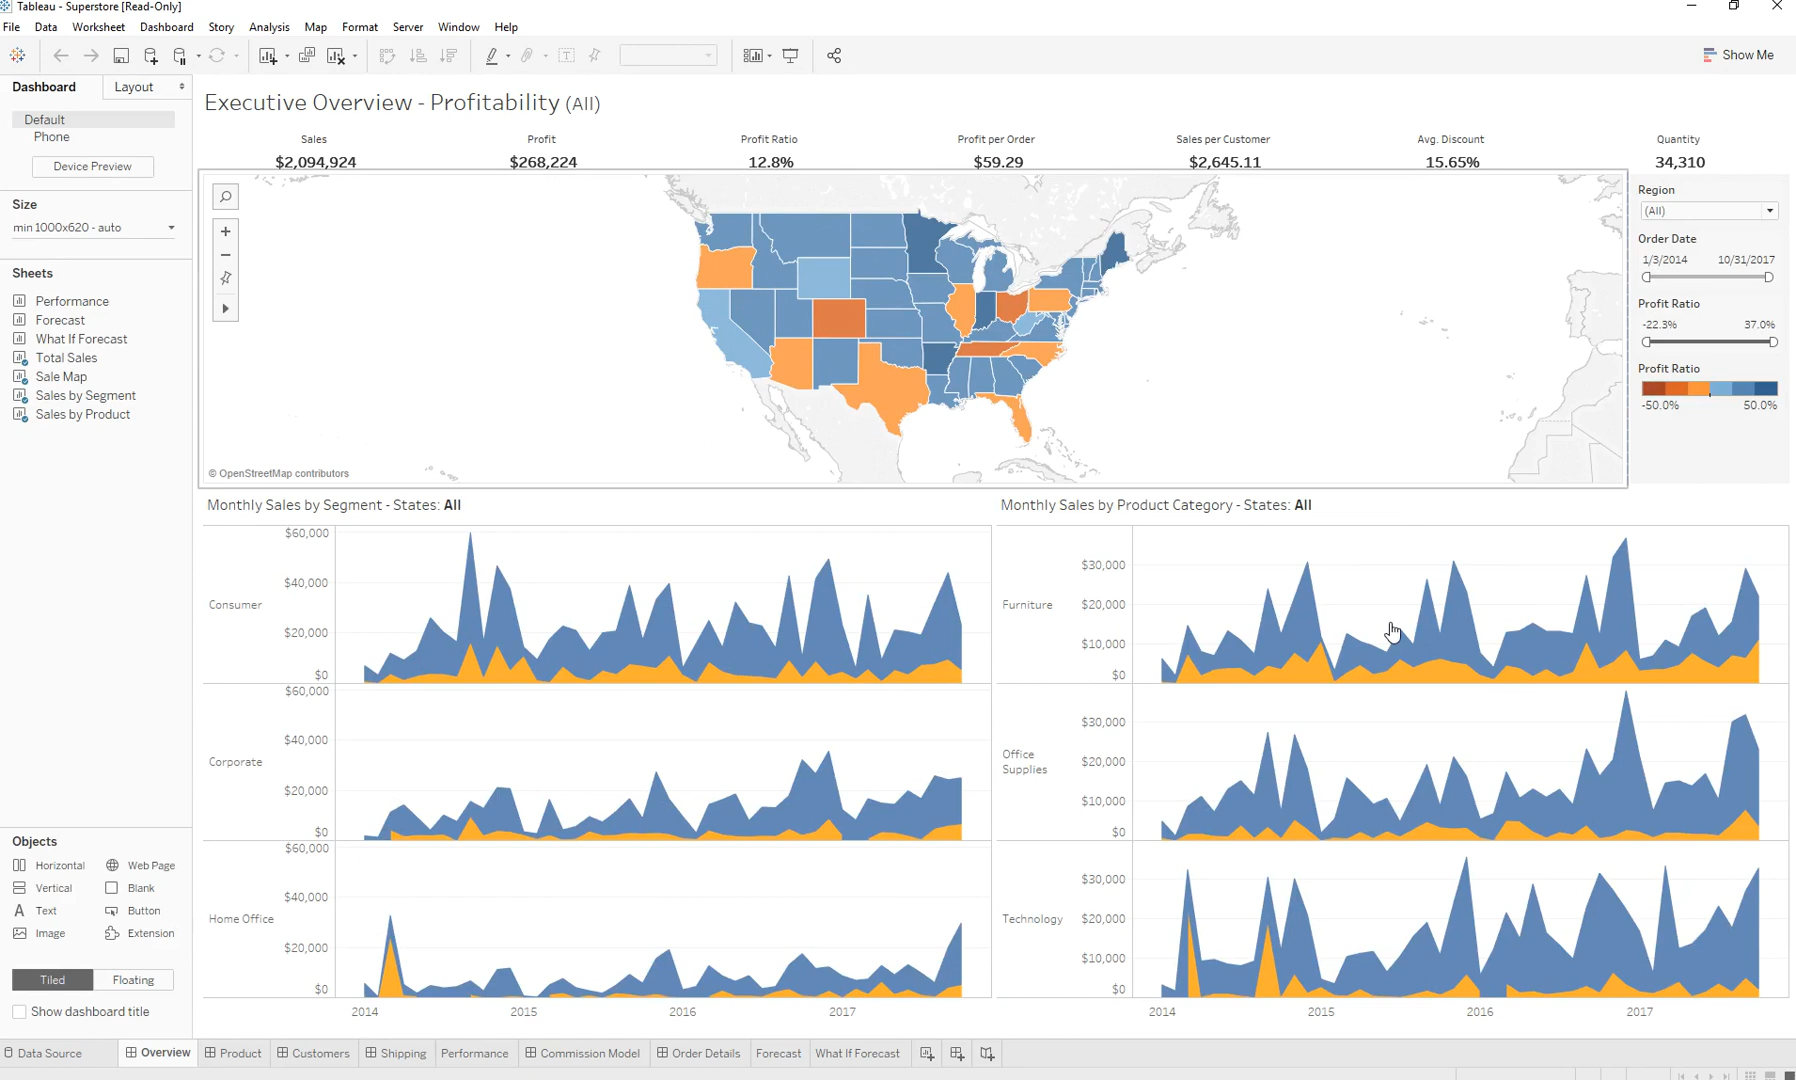 Tableau - Superstore [Read-Only]
File Data Worksheet Dashboard Story Analysis Map Format Server Window Help
Show Me
Dashboard Layout
Default
Phone
Device Preview
Size
min 1000x620 - auto
Sheets
Performance
Forecast
What If Forecast
Total Sales
Sale Map
Sales by Segment
Sales by Product
Objects
Horizontal Web Page
Vertical Blank
A Text Button
Image Extension
Tiled Floating
Show dashboard title
Executive Overview - Profitability (All)
Sales Profit Profit Ratio Profit per Order Sales per Customer Avg. Discount Quantity
$2,094,924 $268,224 12.8% $59.29 $2,645.11 15.65% 34,310
© OpenStreetMap contributors
Region
(All)
Order Date
1/3/2014 10/31/2017
Profit Ratio
-22.3% 37.0%
Profit Ratio
-50.0% 50.0%
Monthly Sales by Segment - States: All
$60,000
$40,000
Consumer
$20,000
$0
$60,000
$40,000
Corporate
$20,000
$0
$60,000
$40,000
Home Office
$20,000
$0
2014 2015 2016 2017
Monthly Sales by Product Category - States: All
$30,000
Furniture $20,000
$10,000
$0
$30,000
Office
Supplies
$20,000
$10,000
$0
$30,000
Technology $20,000
$10,000
$0
2014 2015 2016 2017
Data Source Overview Product Customers Shipping Performance Commission Model Order Details Forecast What If Forecast